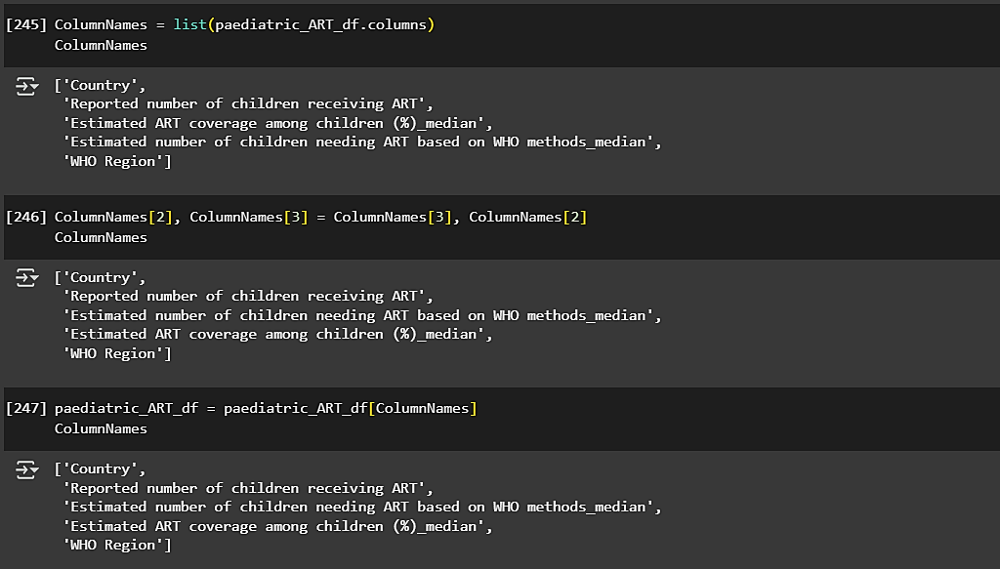 [245] ColumnNames = list(paediatric_ART_df.columns)
ColumnNames
['Country',
'Reported number of children receiving ART',
'Estimated ART coverage among children (%)_median',
'Estimated number of children needing ART based on WHO methods_median',
'WHO Region']
[246] ColumnNames[2], ColumnNames[3] = ColumnNames[3], ColumnNames[2]
ColumnNames
['Country',
'Reported number of children receiving ART',
'Estimated number of children needing ART based on WHO methods_median',
'Estimated ART coverage among children (%)_median',
'WHO Region']
[247] paediatric_ART_df = paediatric_ART_df[ColumnNames]
ColumnNames
['Country',
'Reported number of children receiving ART',
'Estimated number of children needing ART based on WHO methods_median',
'Estimated ART coverage among children (%)_median',
'WHO Region']